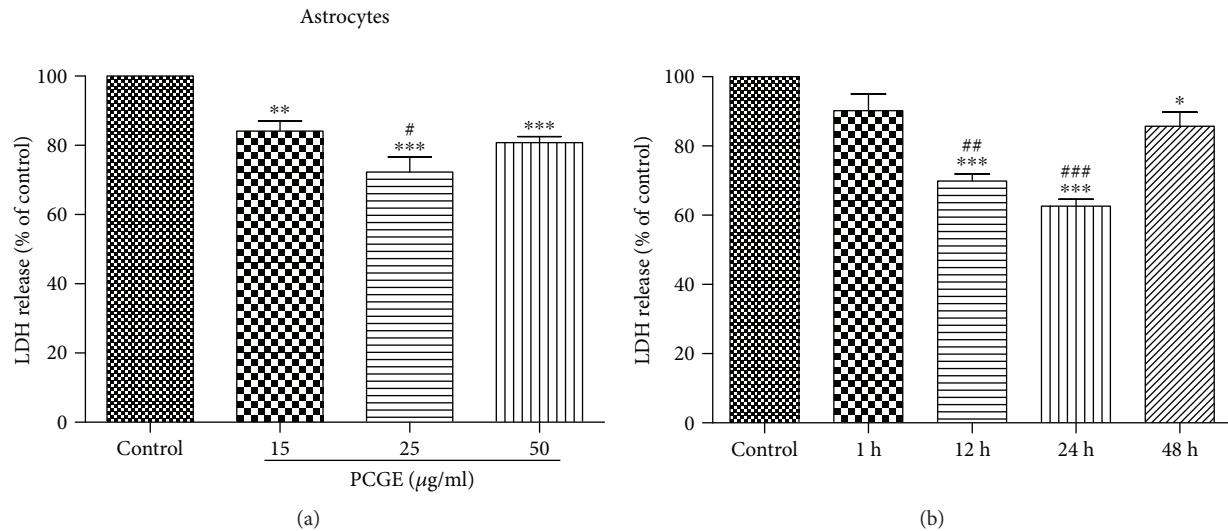 Astrocytes
LDH release (% of control)
100
80
60
40
20
0
**
#
***
***
Control
15
25
50
PCGE (μg/ml)
(a)
LDH release (% of control)
100
80
60
40
20
0
##
***
###
***
*
Control
1 h
12 h
24 h
48 h
(b)